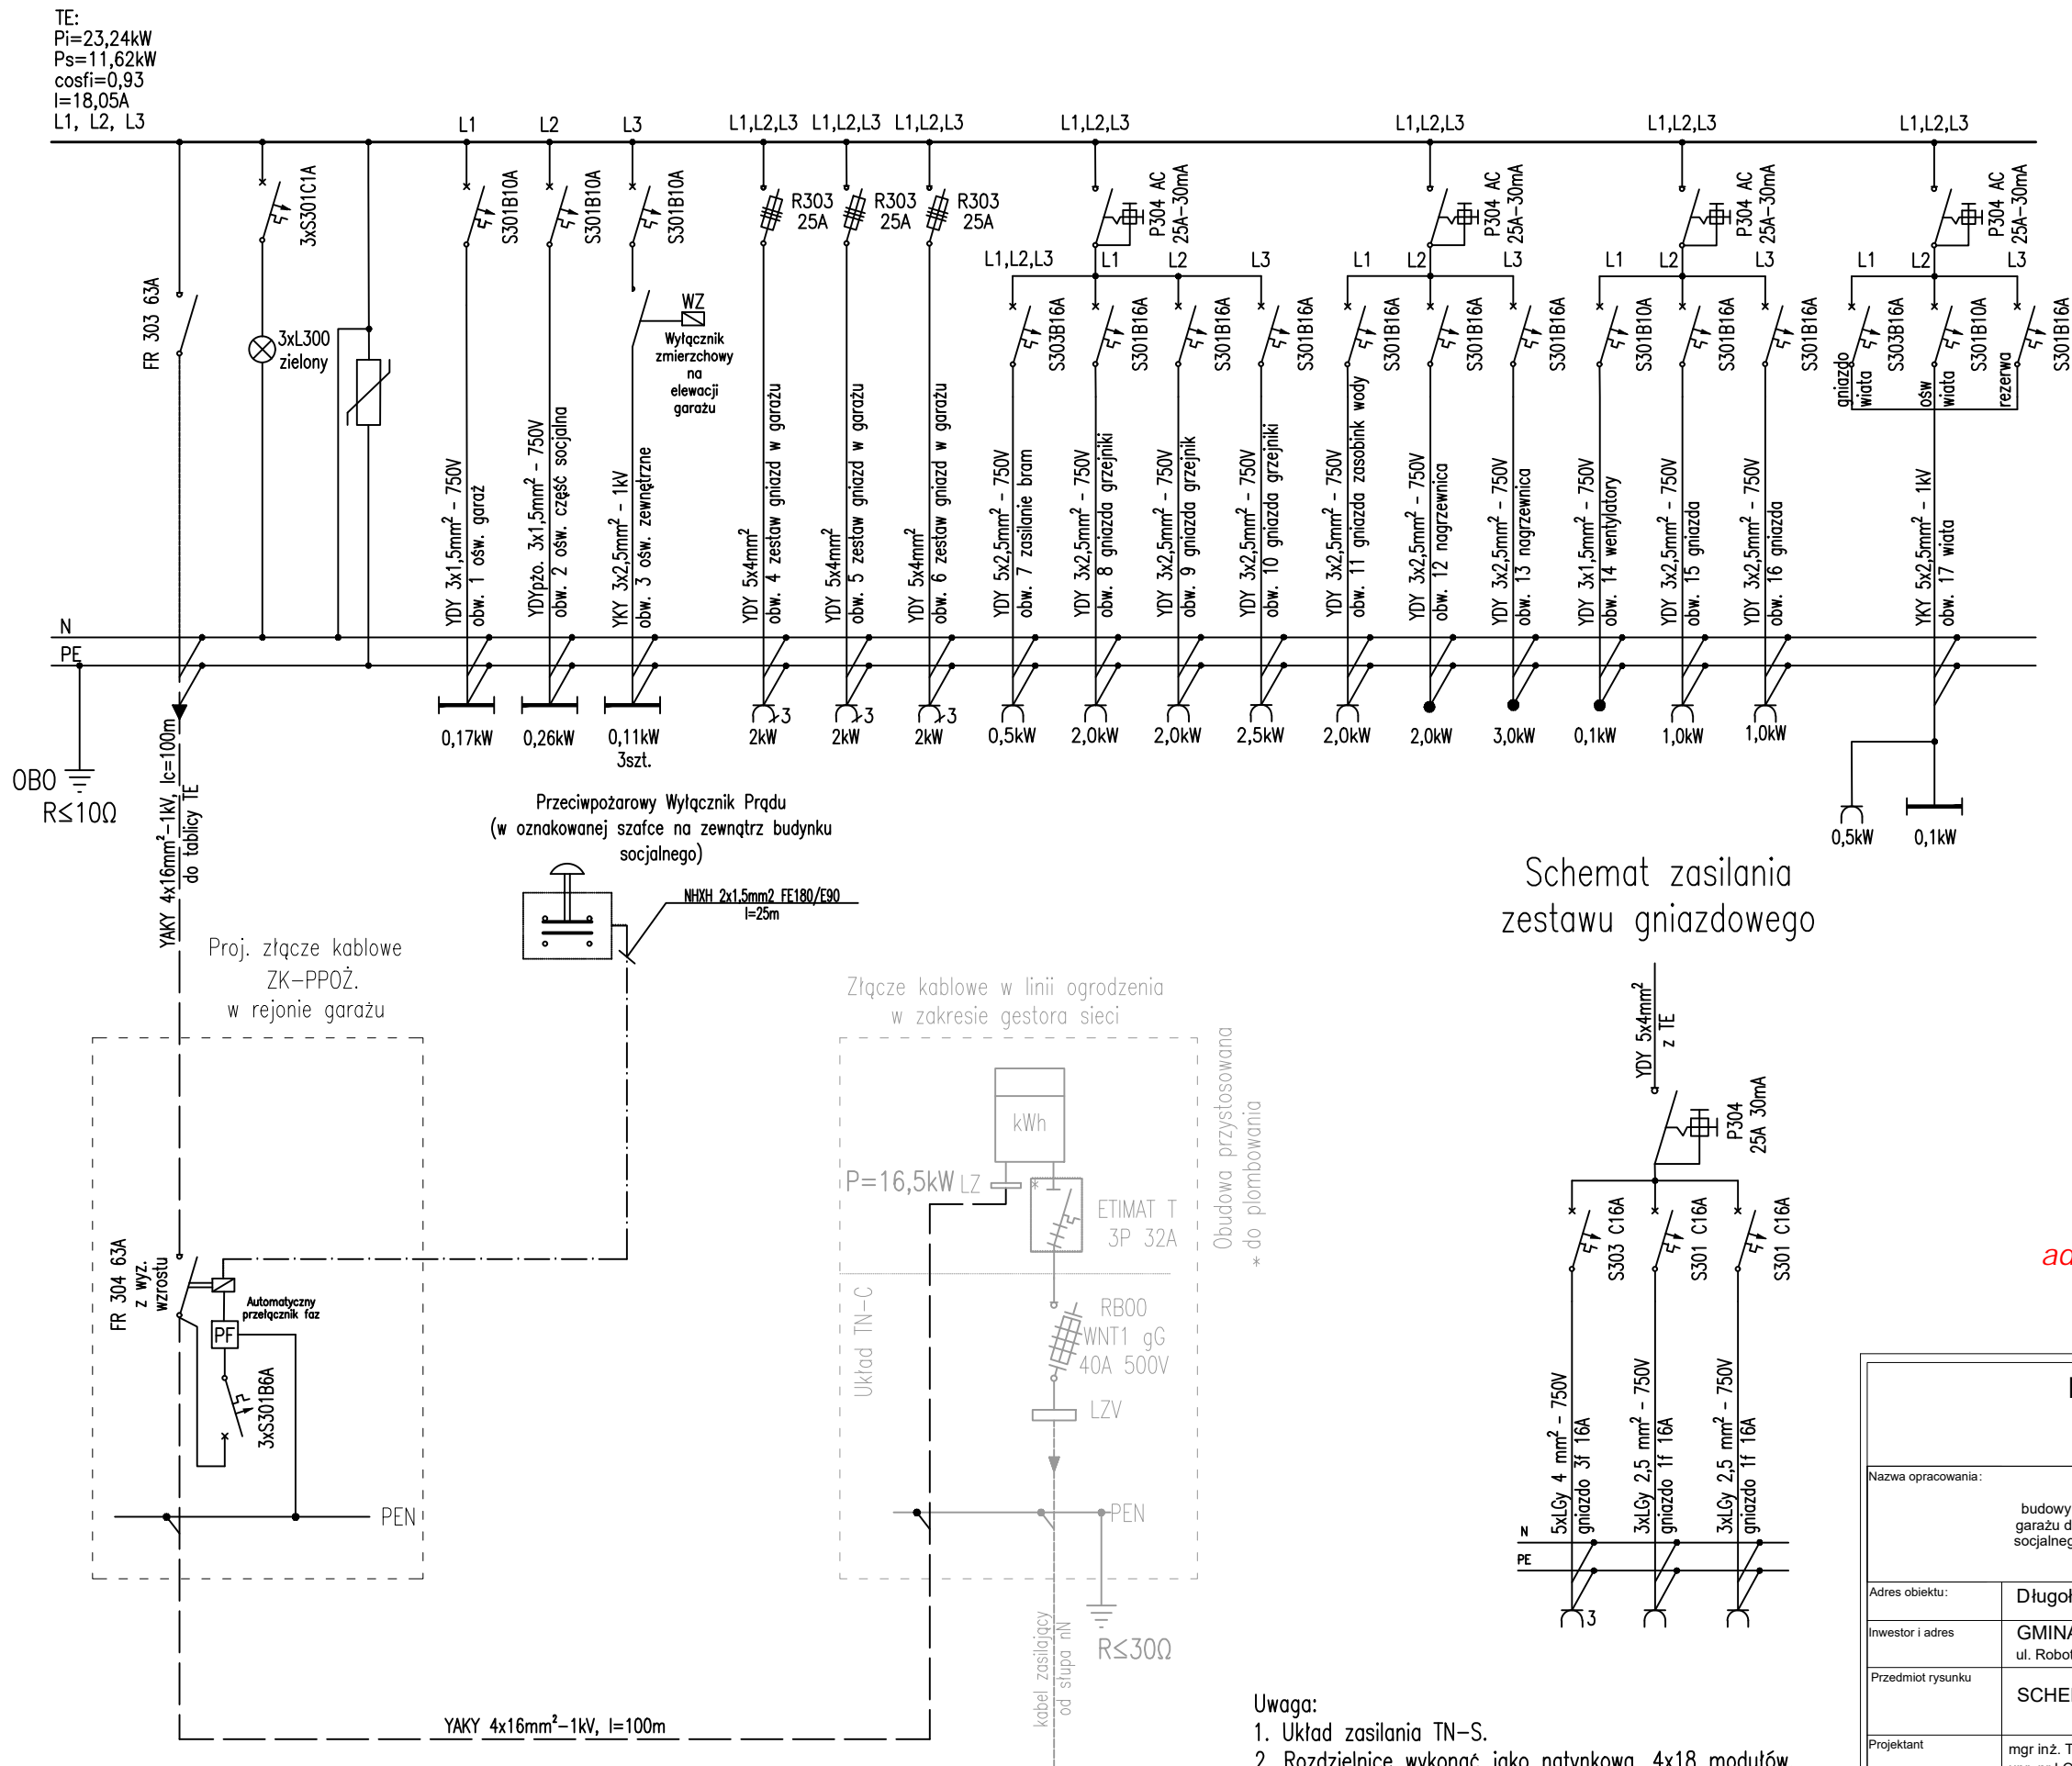 TE:
Pi=23,24kW
Ps=11,62kW
cosfi=0,93
I=18,05A
L1, L2, L3
L1
L2
L3
L1,L2,L3
L1,L2,L3
L1,L2,L3
L1,L2,L3
L1,L2,L3
L1,L2,L3
L1,L2,L3
FR 303 63A
3xS301C1A
3xL300
zielony
S301B10A
S301B10A
S301B10A
WZ
Wyłącznik
zmierzchowy
na
elewacji
garażu
R303
25A
R303
25A
R303
25A
P304 AC
25A-30mA
P304 AC
25A-30mA
P304 AC
25A-30mA
P304 AC
25A-30mA
L1,L2,L3
L1
L2
L3
L1
L2
L3
L1
L2
L3
L1
L2
L3
S303B16A
S301B16A
S301B16A
S301B16A
S301B16A
S301B16A
S301B16A
S301B10A
S301B16A
S301B16A
S303B16A
S301B10A
S301B16A
gniazdo
wiata
ośw
wiata
rezerwa
YDY 3x1,5mm² - 750V
obw. 1 ośw. garaż
YDYpżo. 3x1,5mm² - 750V
obw. 2 ośw. część socjalna
YKY 3x2,5mm² - 1kV
obw. 3 ośw. zewnętrzne
YDY 5x4mm²
obw. 4 zestaw gniazd w garażu
YDY 5x4mm²
obw. 5 zestaw gniazd w garażu
YDY 5x4mm²
obw. 6 zestaw gniazd w garażu
YDY 5x2,5mm² - 750V
obw. 7 zasilanie bram
YDY 3x2,5mm² - 750V
obw. 8 gniazda grzejniki
YDY 3x2,5mm² - 750V
obw. 9 gniazda grzejnik
YDY 3x2,5mm² - 750V
obw. 10 gniazda grzejniki
YDY 3x2,5mm² - 750V
obw. 11 gniazda zasobink wody
YDY 3x2,5mm² - 750V
obw. 12 nagrzewnica
YDY 3x2,5mm² - 750V
obw. 13 nagrzewnica
YDY 3x1,5mm² - 750V
obw. 14 wentylatory
YDY 3x2,5mm² - 750V
obw. 15 gniazda
YDY 3x2,5mm² - 750V
obw. 16 gniazda
YKY 5x2,5mm² - 1kV
obw. 17 wiata
N
PE
3
3
3
0,17kW
0,26kW
0,11kW
3szt.
2kW
2kW
2kW
0,5kW
2,0kW
2,0kW
2,5kW
2,0kW
2,0kW
3,0kW
0,1kW
1,0kW
1,0kW
0,5kW
0,1kW
OBO
R≤10Ω
YAKY 4x16mm²-1kV, lc=100m
do tablicy TE
Przeciwpożarowy Wyłącznik Prądu
(w oznakowanej szafce na zewnątrz budynku
socjalnego)
NHXH 2x1.5mm2 FE180/E90
l=25m
Proj. złącze kablowe
ZK-PPOŻ.
w rejonie garażu
FR 304 63A
z wyz.
wzrostu
Automatyczny
przełącznik faz
PF
3xS301B6A
PEN
Złącze kablowe w linii ogrodzenia
w zakresie gestora sieci
kWh
P=16,5kW LZ
*
ETIMAT T
3P 32A
Obudowa przystosowana
* do plombowania
Układ TN-C
RB00
WNT1 gG
40A 500V
LZV
PEN
R≤30Ω
kabel zasilający
od słupa nN
YAKY 4x16mm²-1kV, l=100m
Schemat zasilania
zestawu gniazdowego
YDY 5x4mm²
z TE
P304
25A 30mA
S303 C16A
S301 C16A
S301 C16A
5xLGy 4 mm² - 750V
gniazdo 3f 16A
3xLGy 2,5 mm² - 750V
gniazdo 1f 16A
3xLGy 2,5 mm² - 750V
gniazdo 1f 16A
N
PE
3
Uwaga:
1. Układ zasilania TN-S.
2. Rozdzielnicę wykonać jako natynkową, 4x18 modułów
Nazwa opracowania:
budowy
garażu
Adres obiektu:
Inwestor i adres
ul.
Przedmiot rysunku
Projektant
mgr inż.